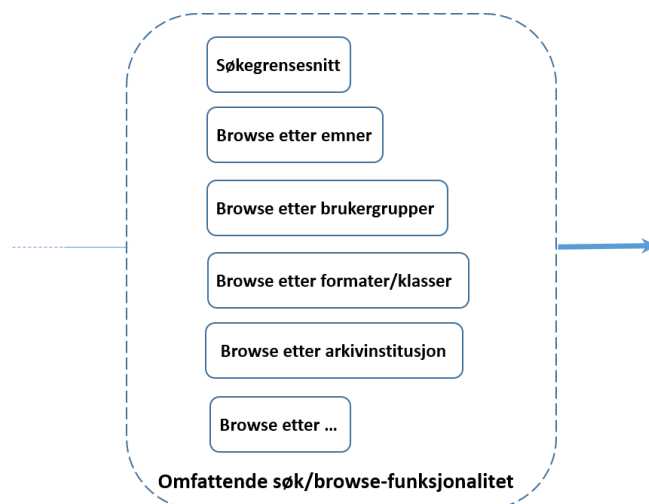 Søkegrensesnitt
Browse etter emner
Browse etter brukergrupper
Browse etter formater/klasser
Browse etter arkivinstitusjon
Browse etter ...
Omfattende søk/browse-funksjonalitet